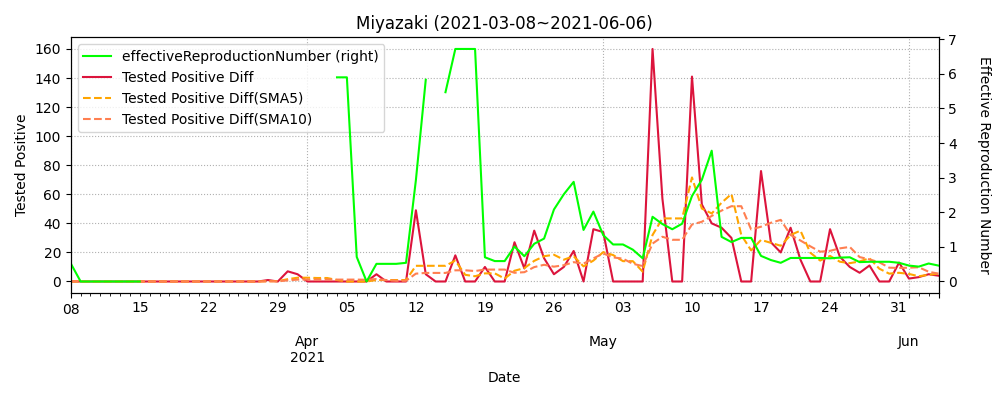 Miyazaki (2021-03-08~2021-06-06)
effectiveReproductionNumber (right)
Tested Positive Diff
Tested Positive Diff(SMA5)
Tested Positive Diff(SMA10)
Tested Positive
160
140
120
100
80
60
40
20
0
7
6
5
4
3
2
1
0
Effective Reproduction Number
08 15 22 29 05 12 19 26 03 10 17 24 31
Apr May Jun
2021
Date